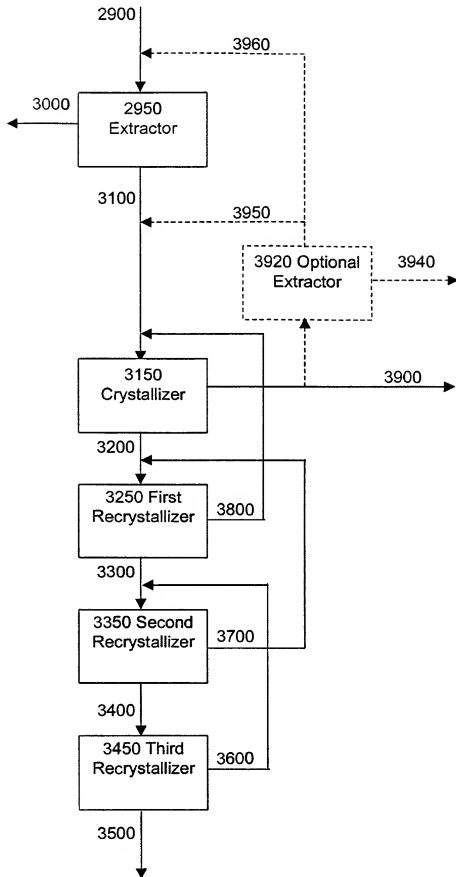 2900
3960
3000
2950
Extractor
3100
3950
3920 Optional
Extractor
3940
3150
Crystallizer
3900
3200
3250 First
Recrystallizer
3800
3300
3350 Second
Recrystallizer
3700
3400
3450 Third
Recrystallizer
3600
3500